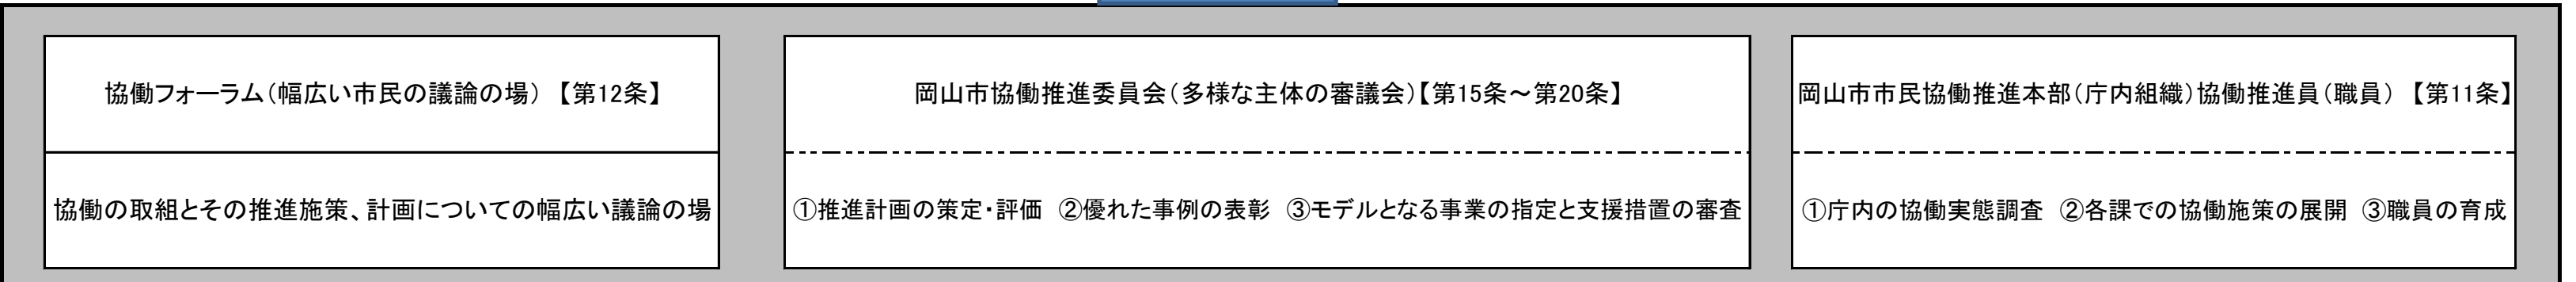 協働フォーラム（幅広い市民の議論の場）【第12条】
協働の取組とその推進施策、計画についての幅広い議論の場
岡山市協働推進委員会（多様な主体の審議会）【第15条～第20条】
①推進計画の策定・評価　②優れた事例の表彰　③モデルとなる事業の指定と支援措置の審査
岡山市市民協働推進本部（庁内組織）協働推進員（職員）【第11条】
①庁内の協働実態調査　②各課での協働施策の展開　③職員の育成